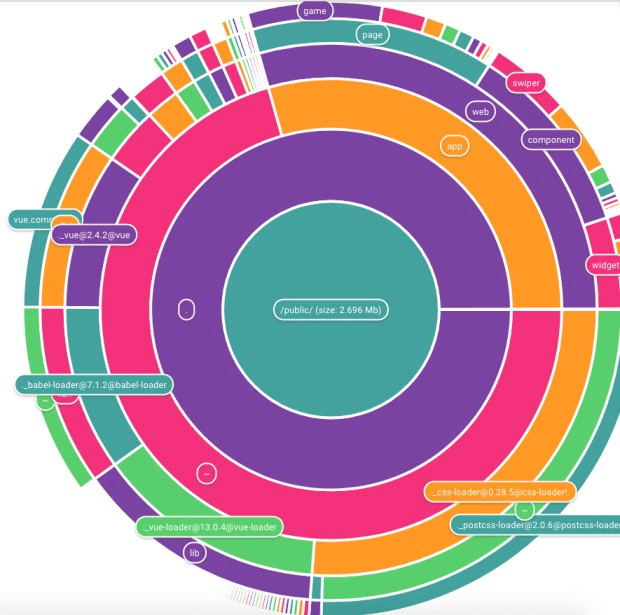 game
page
swiper
web
component
app
vue.com
._vue@2.4.2@vue
widget
.
/public/ (size: 2.696 Mb)
._babel-loader@7.1.2@babel-loader
~
lib
~
._css-loader@0.28.5@css-loader!.
~
._vue-loader@13.0.4@vue-loader
._postcss-loader@2.0.6@postcss-loader
lib